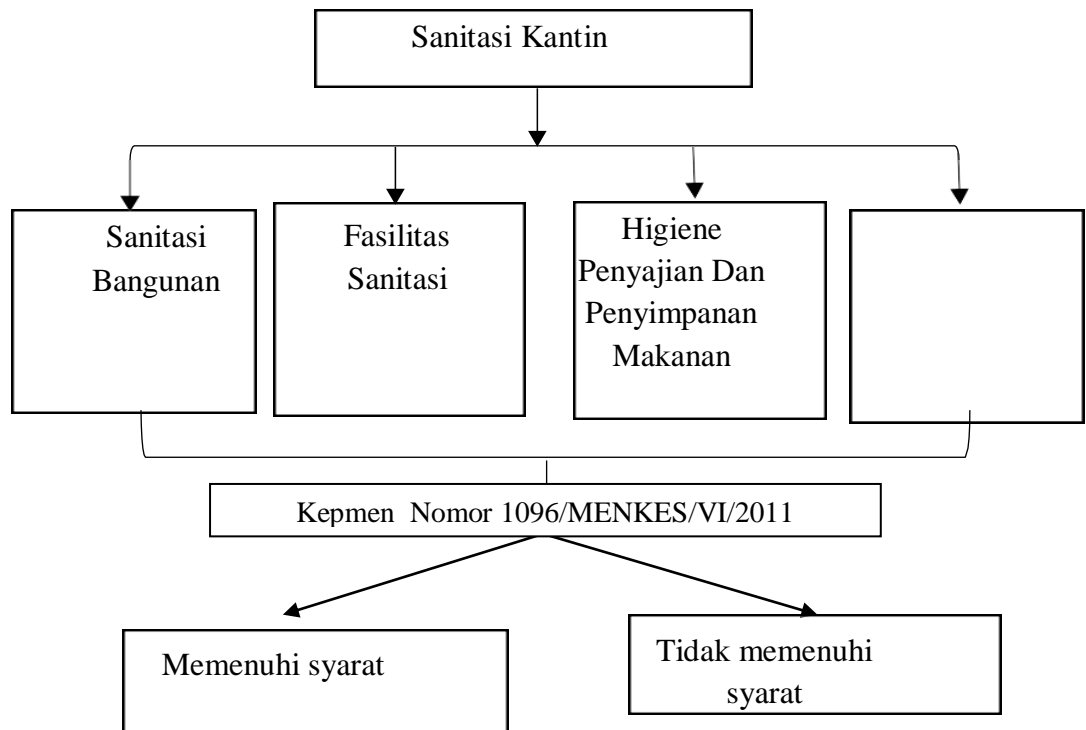 Sanitasi Kantin
Sanitasi
Bangunan
Fasilitas
Sanitasi
Higiene
Penyajian Dan
Penyimpanan
Makanan
Kepmen Nomor 1096/MENKES/VI/2011
Memenuhi syarat
Tidak memenuhi
syarat